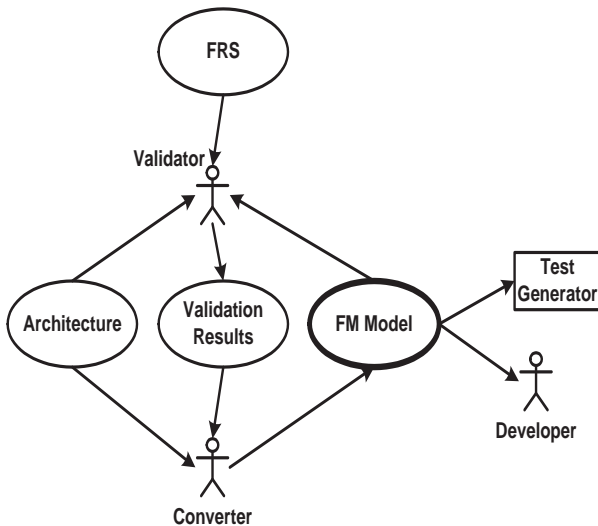 FRS
Validator
Test
Generator
Architecture
Validation
Results
FM Model
Developer
Converter